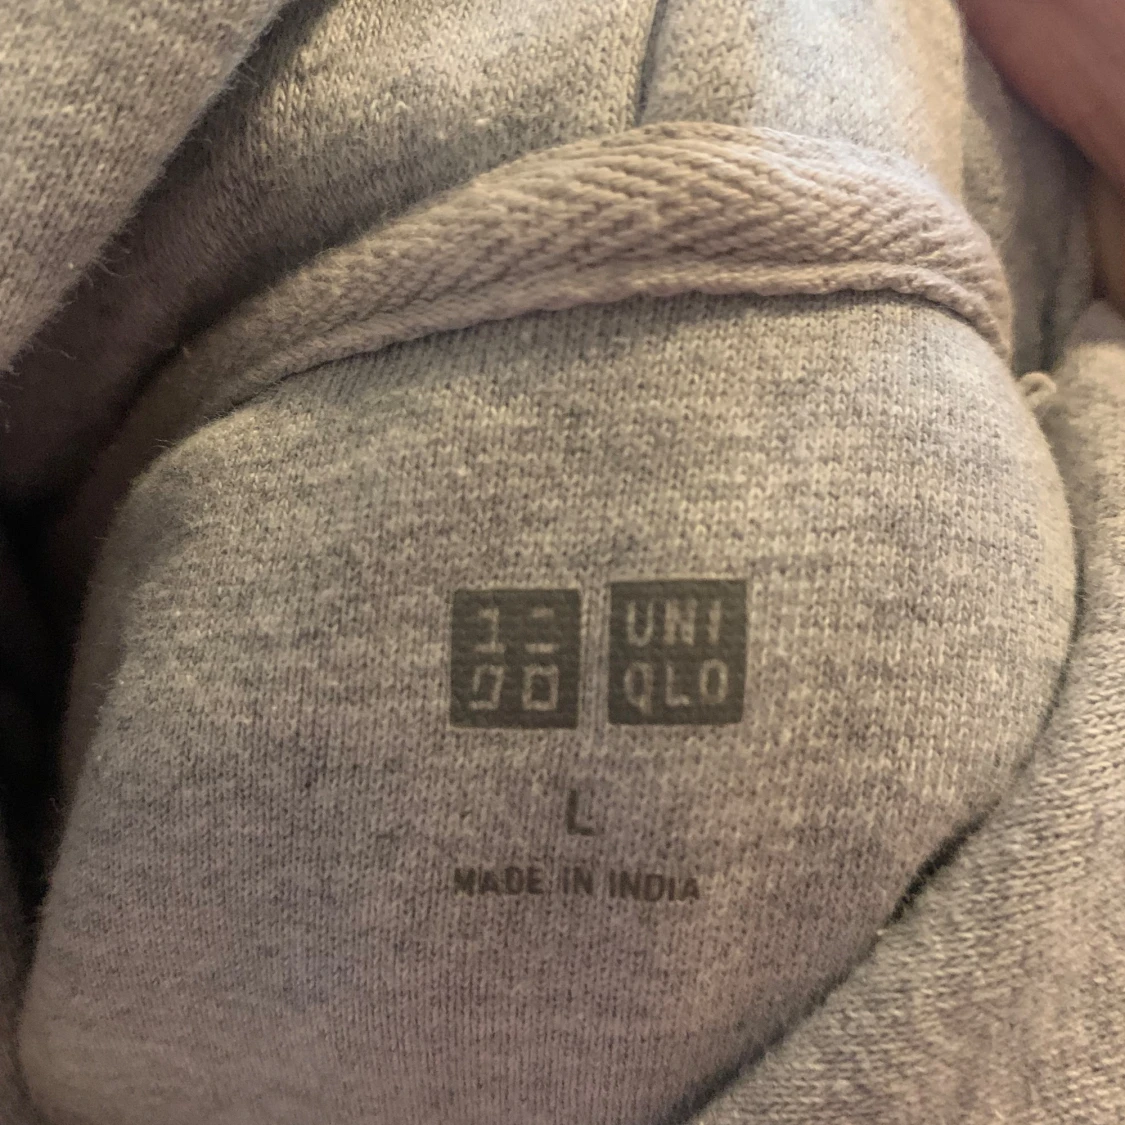 ユニ
クロ
UNI
QLO
L
MADE IN INDIA